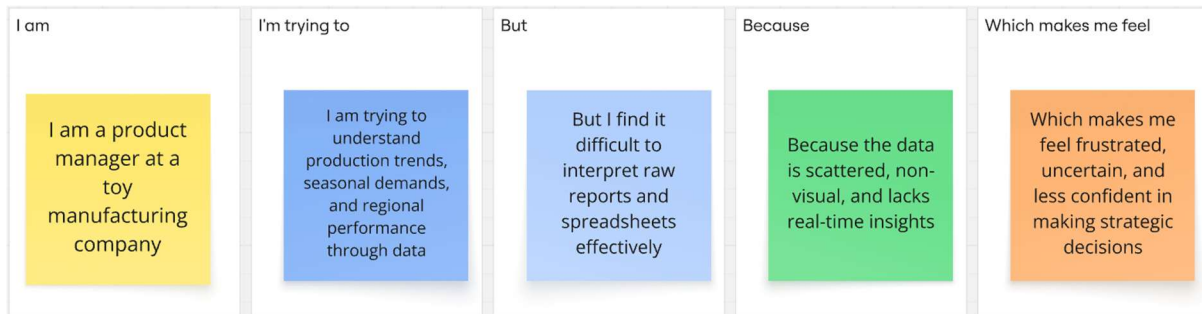 I am
I am a product
manager at a
toy
manufacturing
company
I'm trying to
I am trying to
understand
production trends,
seasonal demands,
and regional
performance
through data
But
But I find it
difficult to
interpret raw
reports and
spreadsheets
effectively
Because
Because the data
is scattered, non-
visual, and lacks
real-time insights
Which makes me feel
Which makes me
feel frustrated,
uncertain, and
less confident in
making strategic
decisions